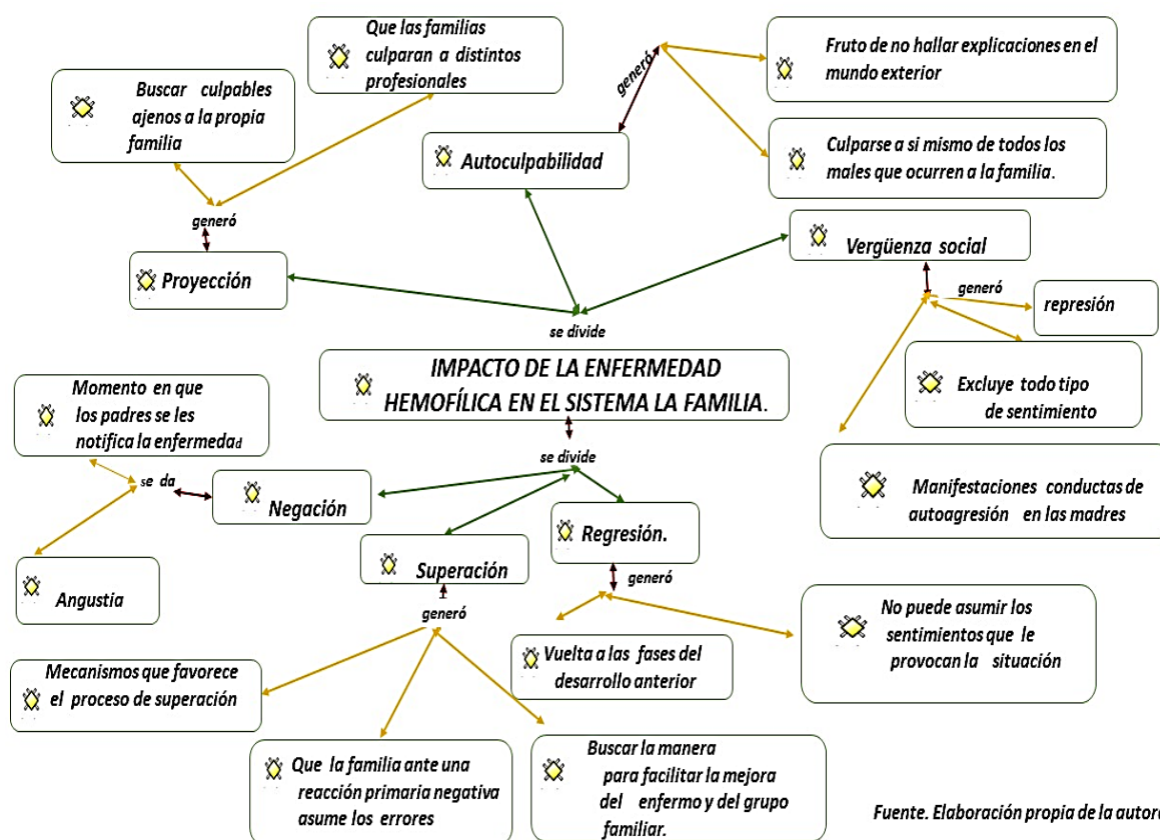 Que las familias
culparan a distintos
profesionales
Buscar culpables
ajenos a la propia
familia
generó
Proyección
generó
Autoculpabilidad
Fruto de no hallar explicaciones en el
mundo exterior
Culparse a si mismo de todos los
males que ocurren a la familia.
Vergüenza social
generó
represión
Excluye todo tipo
de sentimiento
Manifestaciones conductas de
autoagresión en las madres
se divide
IMPACTO DE LA ENFERMEDAD
HEMOFÍLICA EN EL SISTEMA LA FAMILIA.
se divide
Momento en que
los padres se les
notifica la enfermedad
se da
Negación
Angustia
Superación
generó
Regresión.
generó
Mecanismos que favorece
el proceso de superación
Que la familia ante una
reacción primaria negativa
asume los errores
Buscar la manera
para facilitar la mejora
del enfermo y del grupo
familiar.
Vuelta a las fases del
desarrollo anterior
No puede asumir los
sentimientos que le
provocan la situación
Fuente. Elaboración propia de la autora